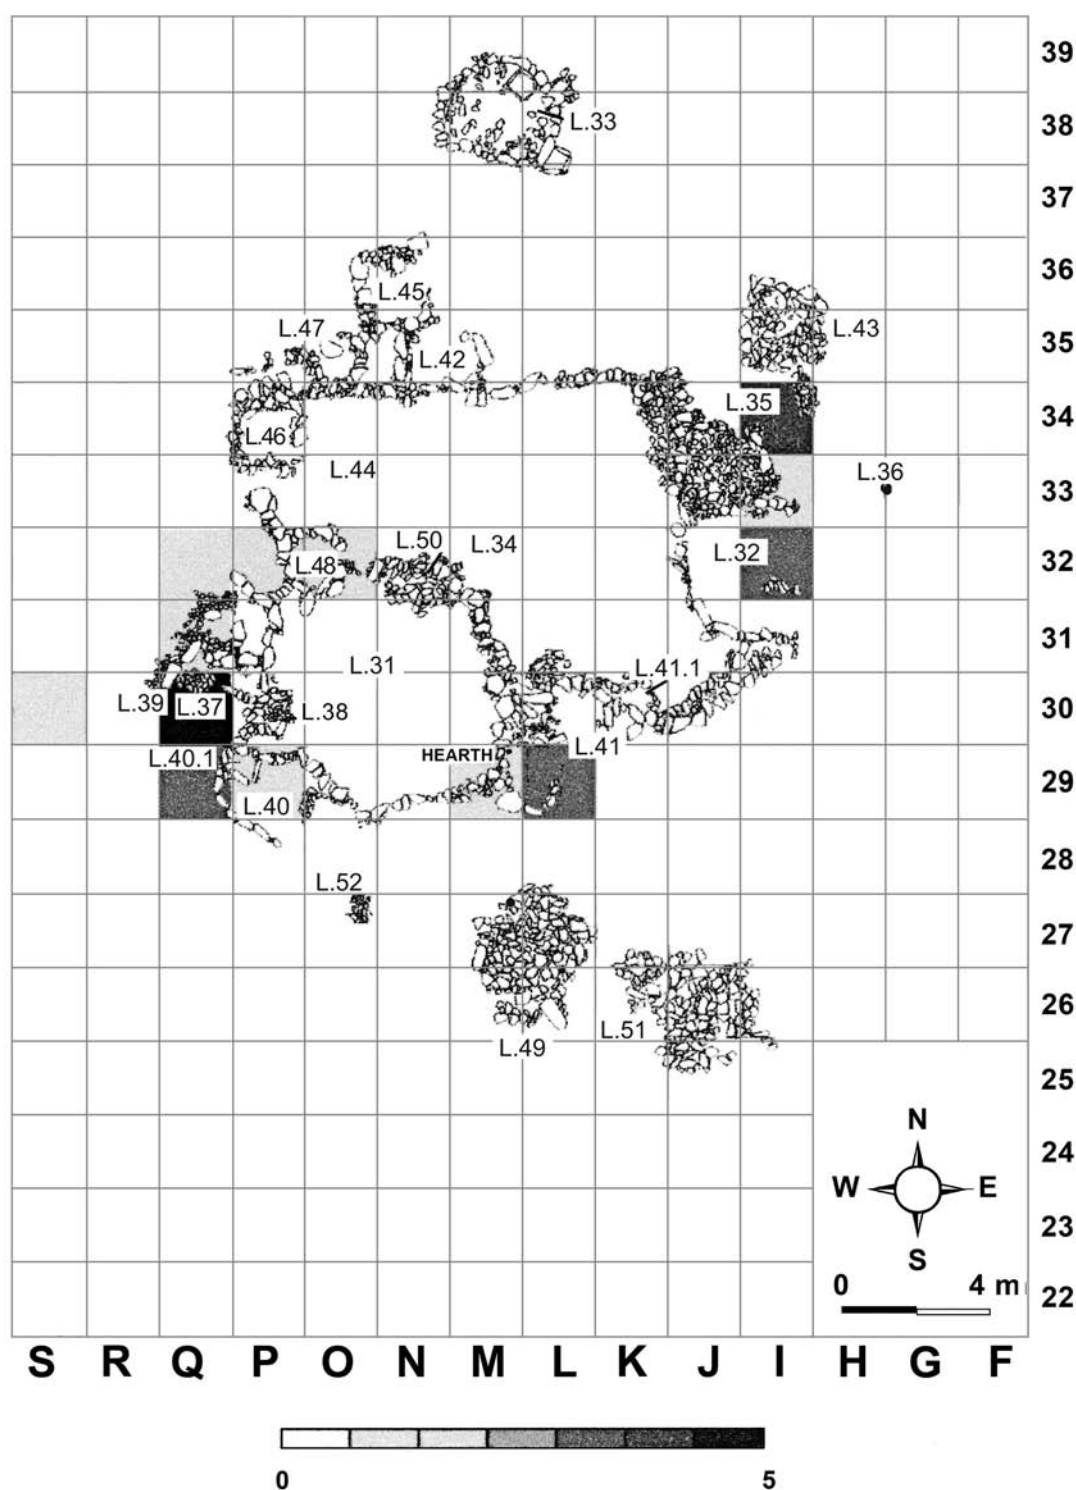 39
L.33
38
37
36
L.45
L.47
L.43
35
L.42
L.35
34
L.46
L.44
L.36
33
L.50
L.34
L.32
32
L.48
31
L.31
L.41.1
L.39
L.37
L.38
30
L.41
HEARTH
L.40.1
29
L.40
28
L.52
27
26
L.51
L.49
25
N
24
W
E
23
S
0
4 m
22
S R Q P O N M L K J I H G F
0
5